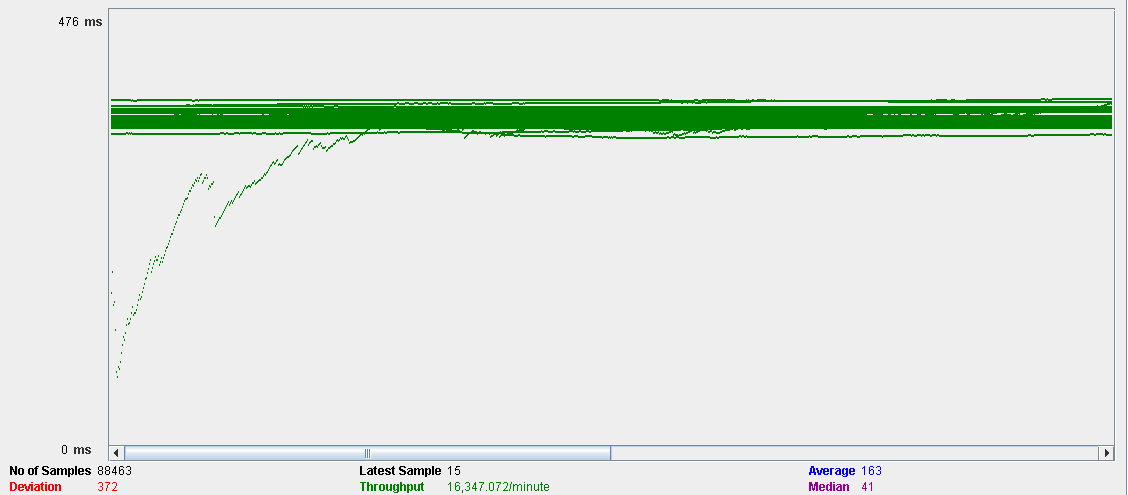 476 ms
0 ms
No of Samples 88463 Latest Sample 15 Average 163
Deviation 372 Throughput 16,347.072/minute Median 41